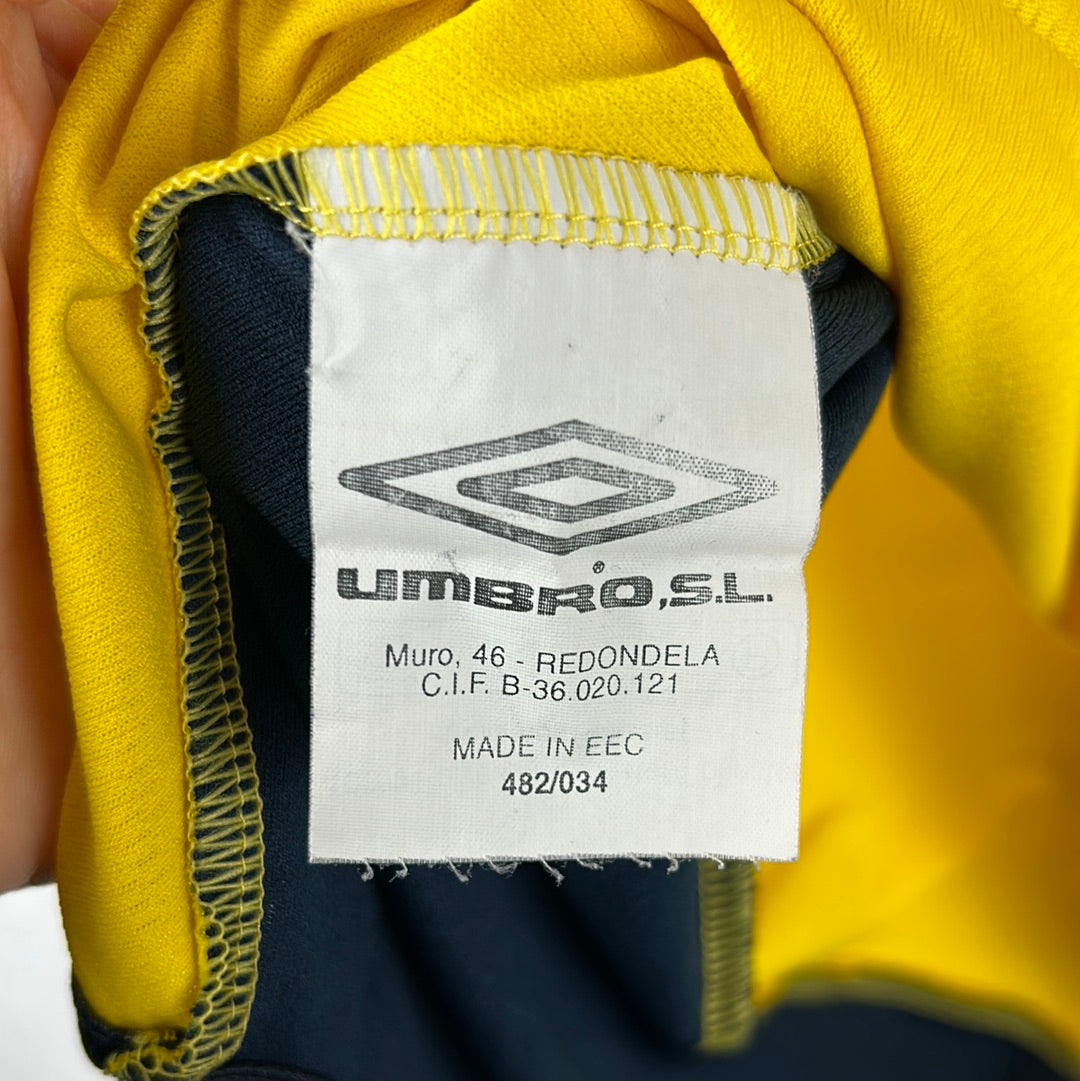 UMBRO®,S.L.
Muro, 46 - REDONDELA
C.I.F. B-36.020.121
MADE IN EEC
482/034